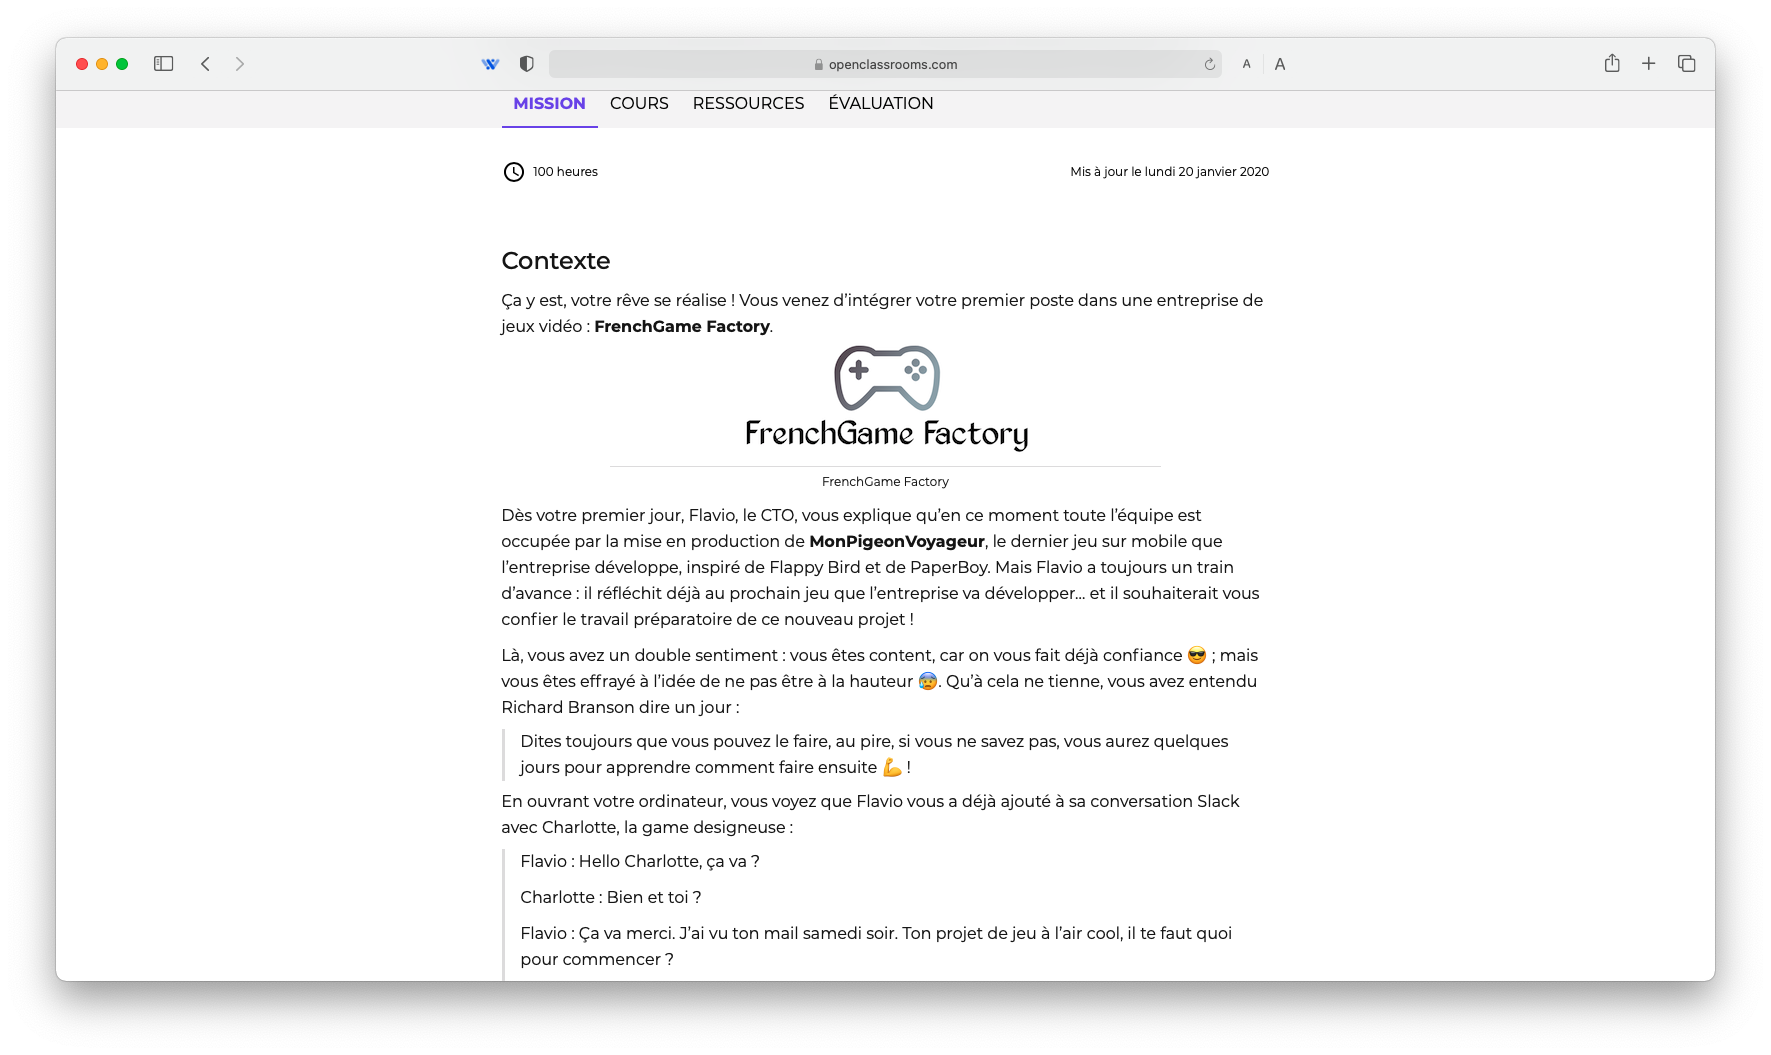 openclassrooms.com
A
A
MISSION COURS RESSOURCES ÉVALUATION
100 heures
Mis à jour le lundi 20 janvier 2020
Contexte
Ça y est, votre rêve se réalise ! Vous venez d’intégrer votre premier poste dans une entreprise de
jeux vidéo : FrenchGame Factory.
FrenchGame Factory
FrenchGame Factory
Dès votre premier jour, Flavio, le CTO, vous explique qu’en ce moment toute l’équipe est
occupée par la mise en production de MonPigeonVoyageur, le dernier jeu sur mobile que
l’entreprise développe, inspiré de Flappy Bird et de PaperBoy. Mais Flavio a toujours un train
d’avance : il réfléchit déjà au prochain jeu que l’entreprise va développer... et il souhaiterait vous
confier le travail préparatoire de ce nouveau projet !
Là, vous avez un double sentiment : vous êtes content, car on vous fait déjà confiance 😎 ; mais
vous êtes effrayé à l’idée de ne pas être à la hauteur 😰. Qu’à cela ne tienne, vous avez entendu
Richard Branson dire un jour :
Dites toujours que vous pouvez le faire, au pire, si vous ne savez pas, vous aurez quelques
jours pour apprendre comment faire ensuite 💪 !
En ouvrant votre ordinateur, vous voyez que Flavio vous a déjà ajouté à sa conversation Slack
avec Charlotte, la game designeuse :
Flavio : Hello Charlotte, ça va ?
Charlotte : Bien et toi ?
Flavio : Ça va merci. J’ai vu ton mail samedi soir. Ton projet de jeu à l’air cool, il te faut quoi
pour commencer ?